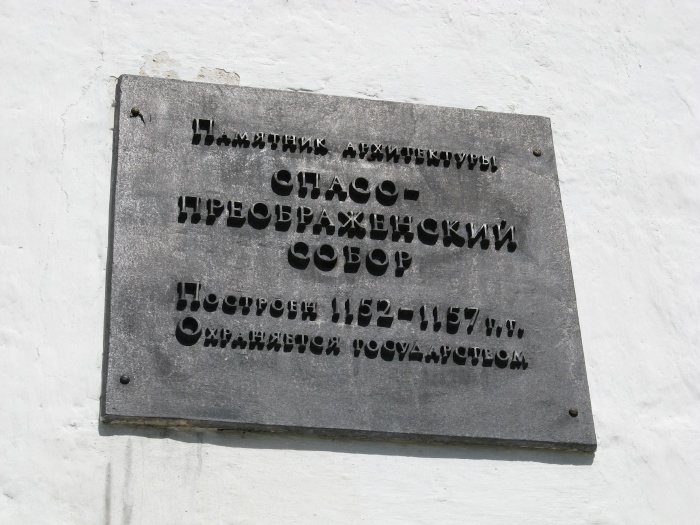 Памятник архитектуры
СПАСО-
ПРЕОБРАЖЕНСКИЙ
СОБОР
Построен 1152-1157 г.г.
Охраняется государством